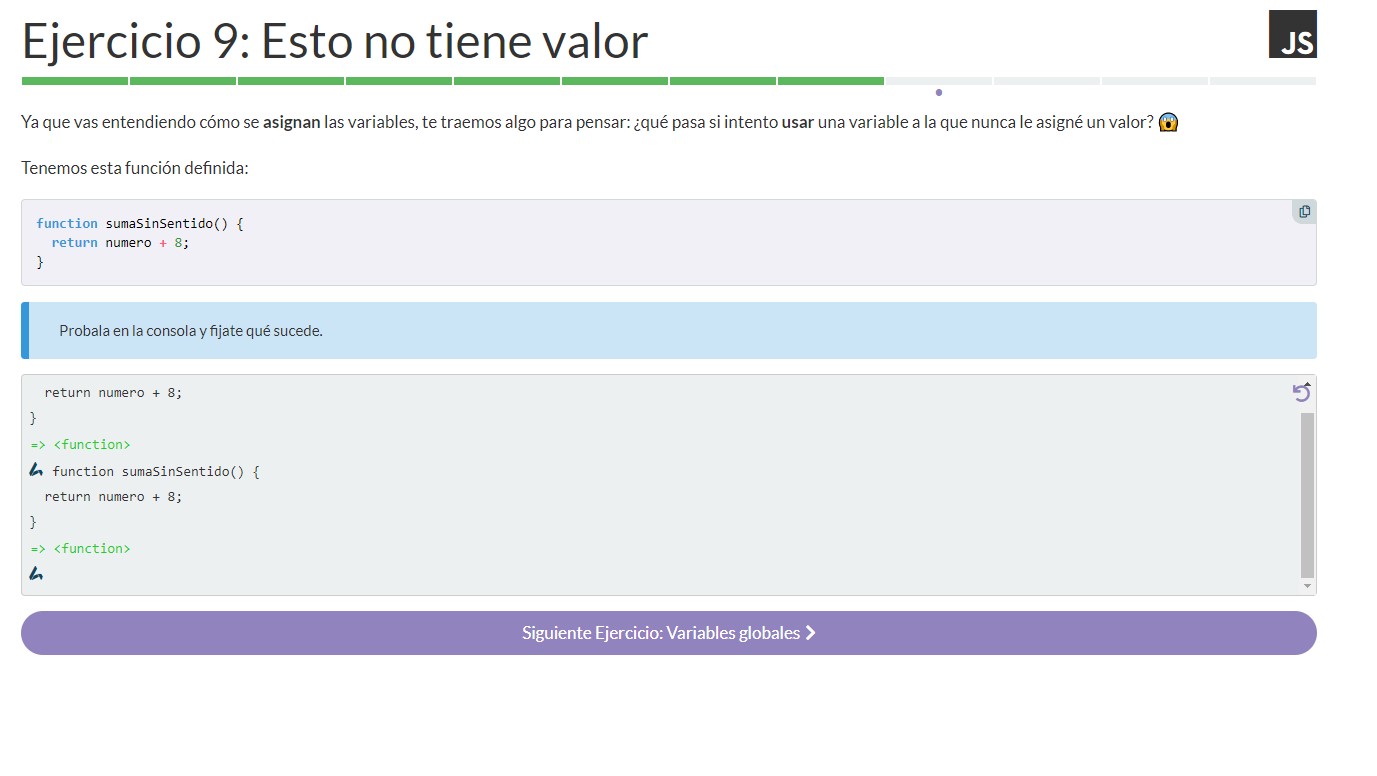 Ejercicio 9: Esto no tiene valor
JS
Ya que vas entendiendo cómo se asignan las variables, te traemos algo para pensar: ¿qué pasa si intento usar una variable a la que nunca le asigné un valor? 😱
Tenemos esta función definida:
function sumaSinSentido() {
  return numero + 8;
}
Probala en la consola y fijate qué sucede.
  return numero + 8;
}
=> <function>
function sumaSinSentido() {
  return numero + 8;
}
=> <function>
Siguiente Ejercicio: Variables globales